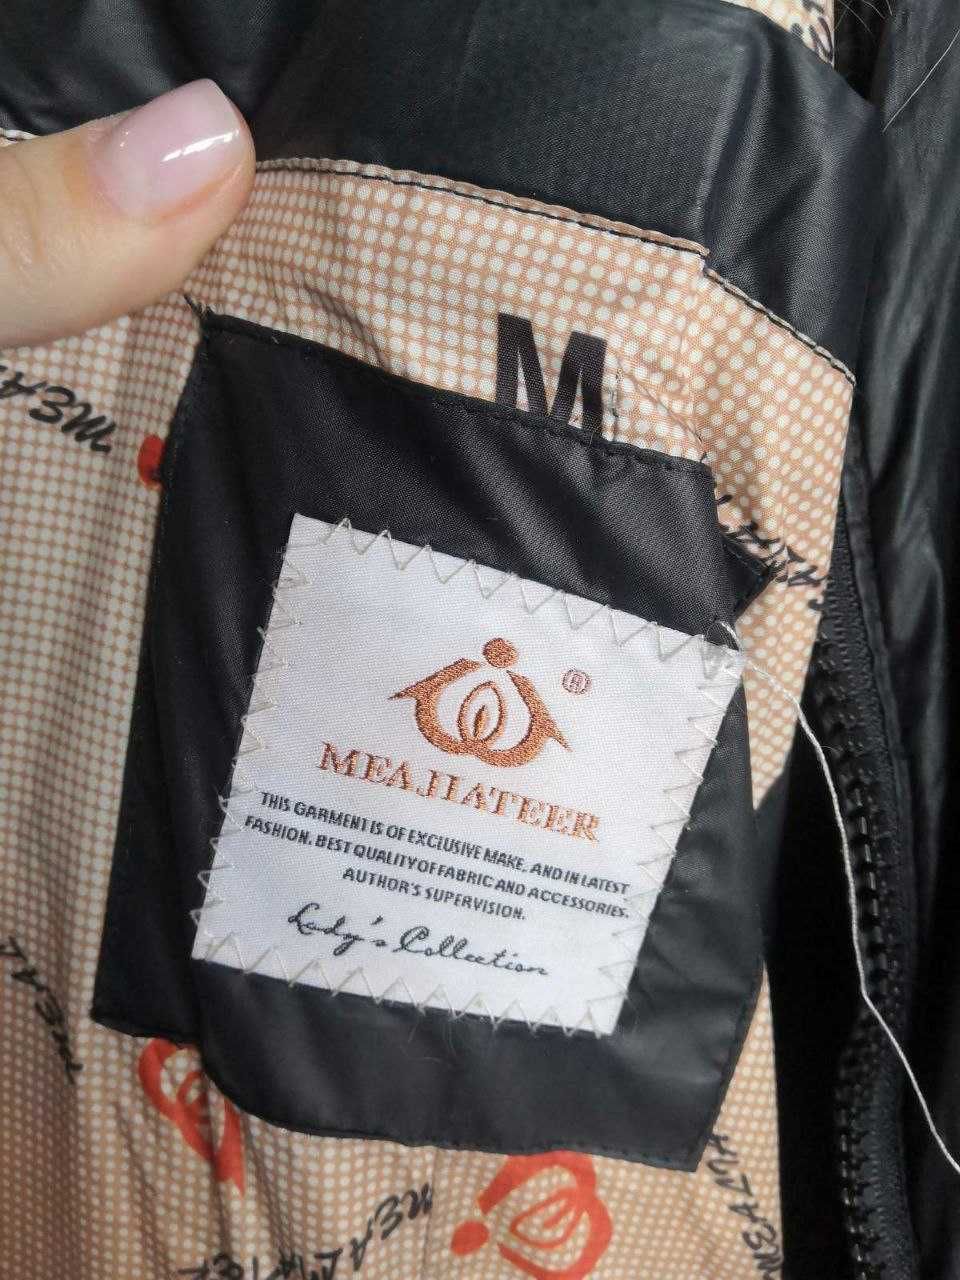 M
®
MEAJIATEER
THIS GARMENT IS OF EXCIUSIVE MAKE, AND IN LATEST
FASHION. BEST QUALITY OF FABRIC AND ACCESSORIES.
AUTHOR'S SUPERVISION.
Lady's Collection